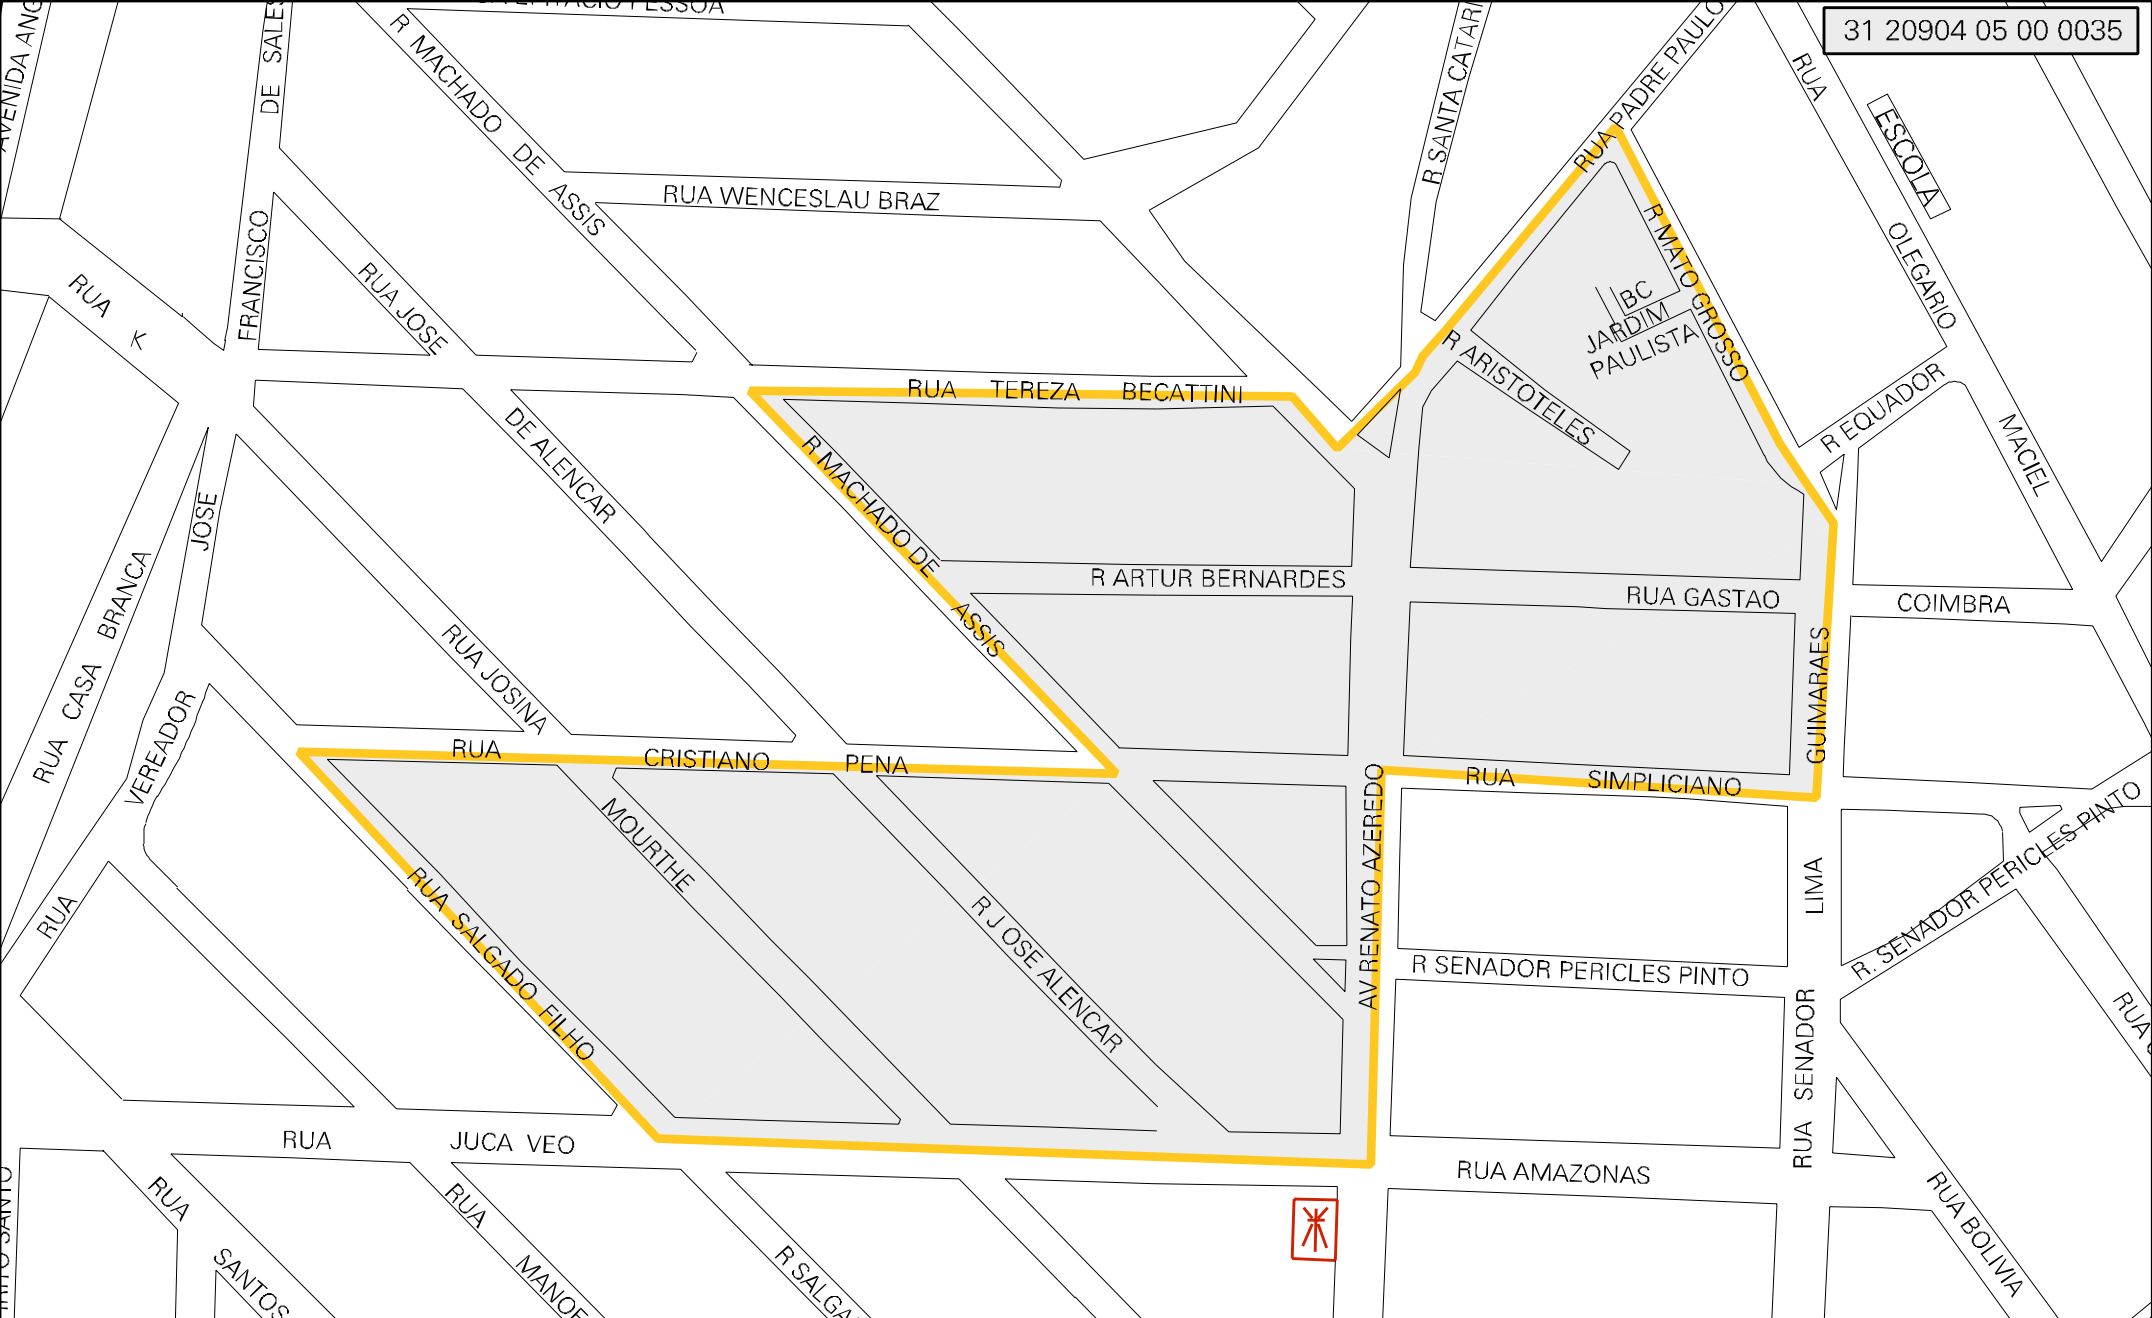 31 20904 05 00 0035
DE SALES
R MACHADO DE ASSIS
R SANTA CATARI
RUA PADRE PAULO
RUA OLEGARIO MACIEL
ESCOLA
RUA WENCESLAU BRAZ
RUA K
FRANCISCO
RUA JOSE
DE ALENCAR
R MATO GROSSO
BC
JARDIM
PAULISTA
R ARISTOTELES
R EQUADOR
RUA TEREZA BECATTINI
R MACHADO DE ASSIS
JOSE
RUA CASA BRANCA
VEREADOR
RUA
R ARTUR BERNARDES
RUA GASTAO
COIMBRA
RUA JOSINA
MOURTHE
GUIMARAES
RUA CRISTIANO PENA
RUA SIMPLICIANO
LIMA
RUA SALGADO FILHO
R JOSE ALENCAR
AV RENATO AZEREDO
R SENADOR PERICLES PINTO
R. SENADOR PERICLES PINTO
RUA SENADOR
RUA
RUA JUCA VEO
RUA AMAZONAS
RUA BOLIVIA
RUA SANTOS
RUA MANOE
R SALGA